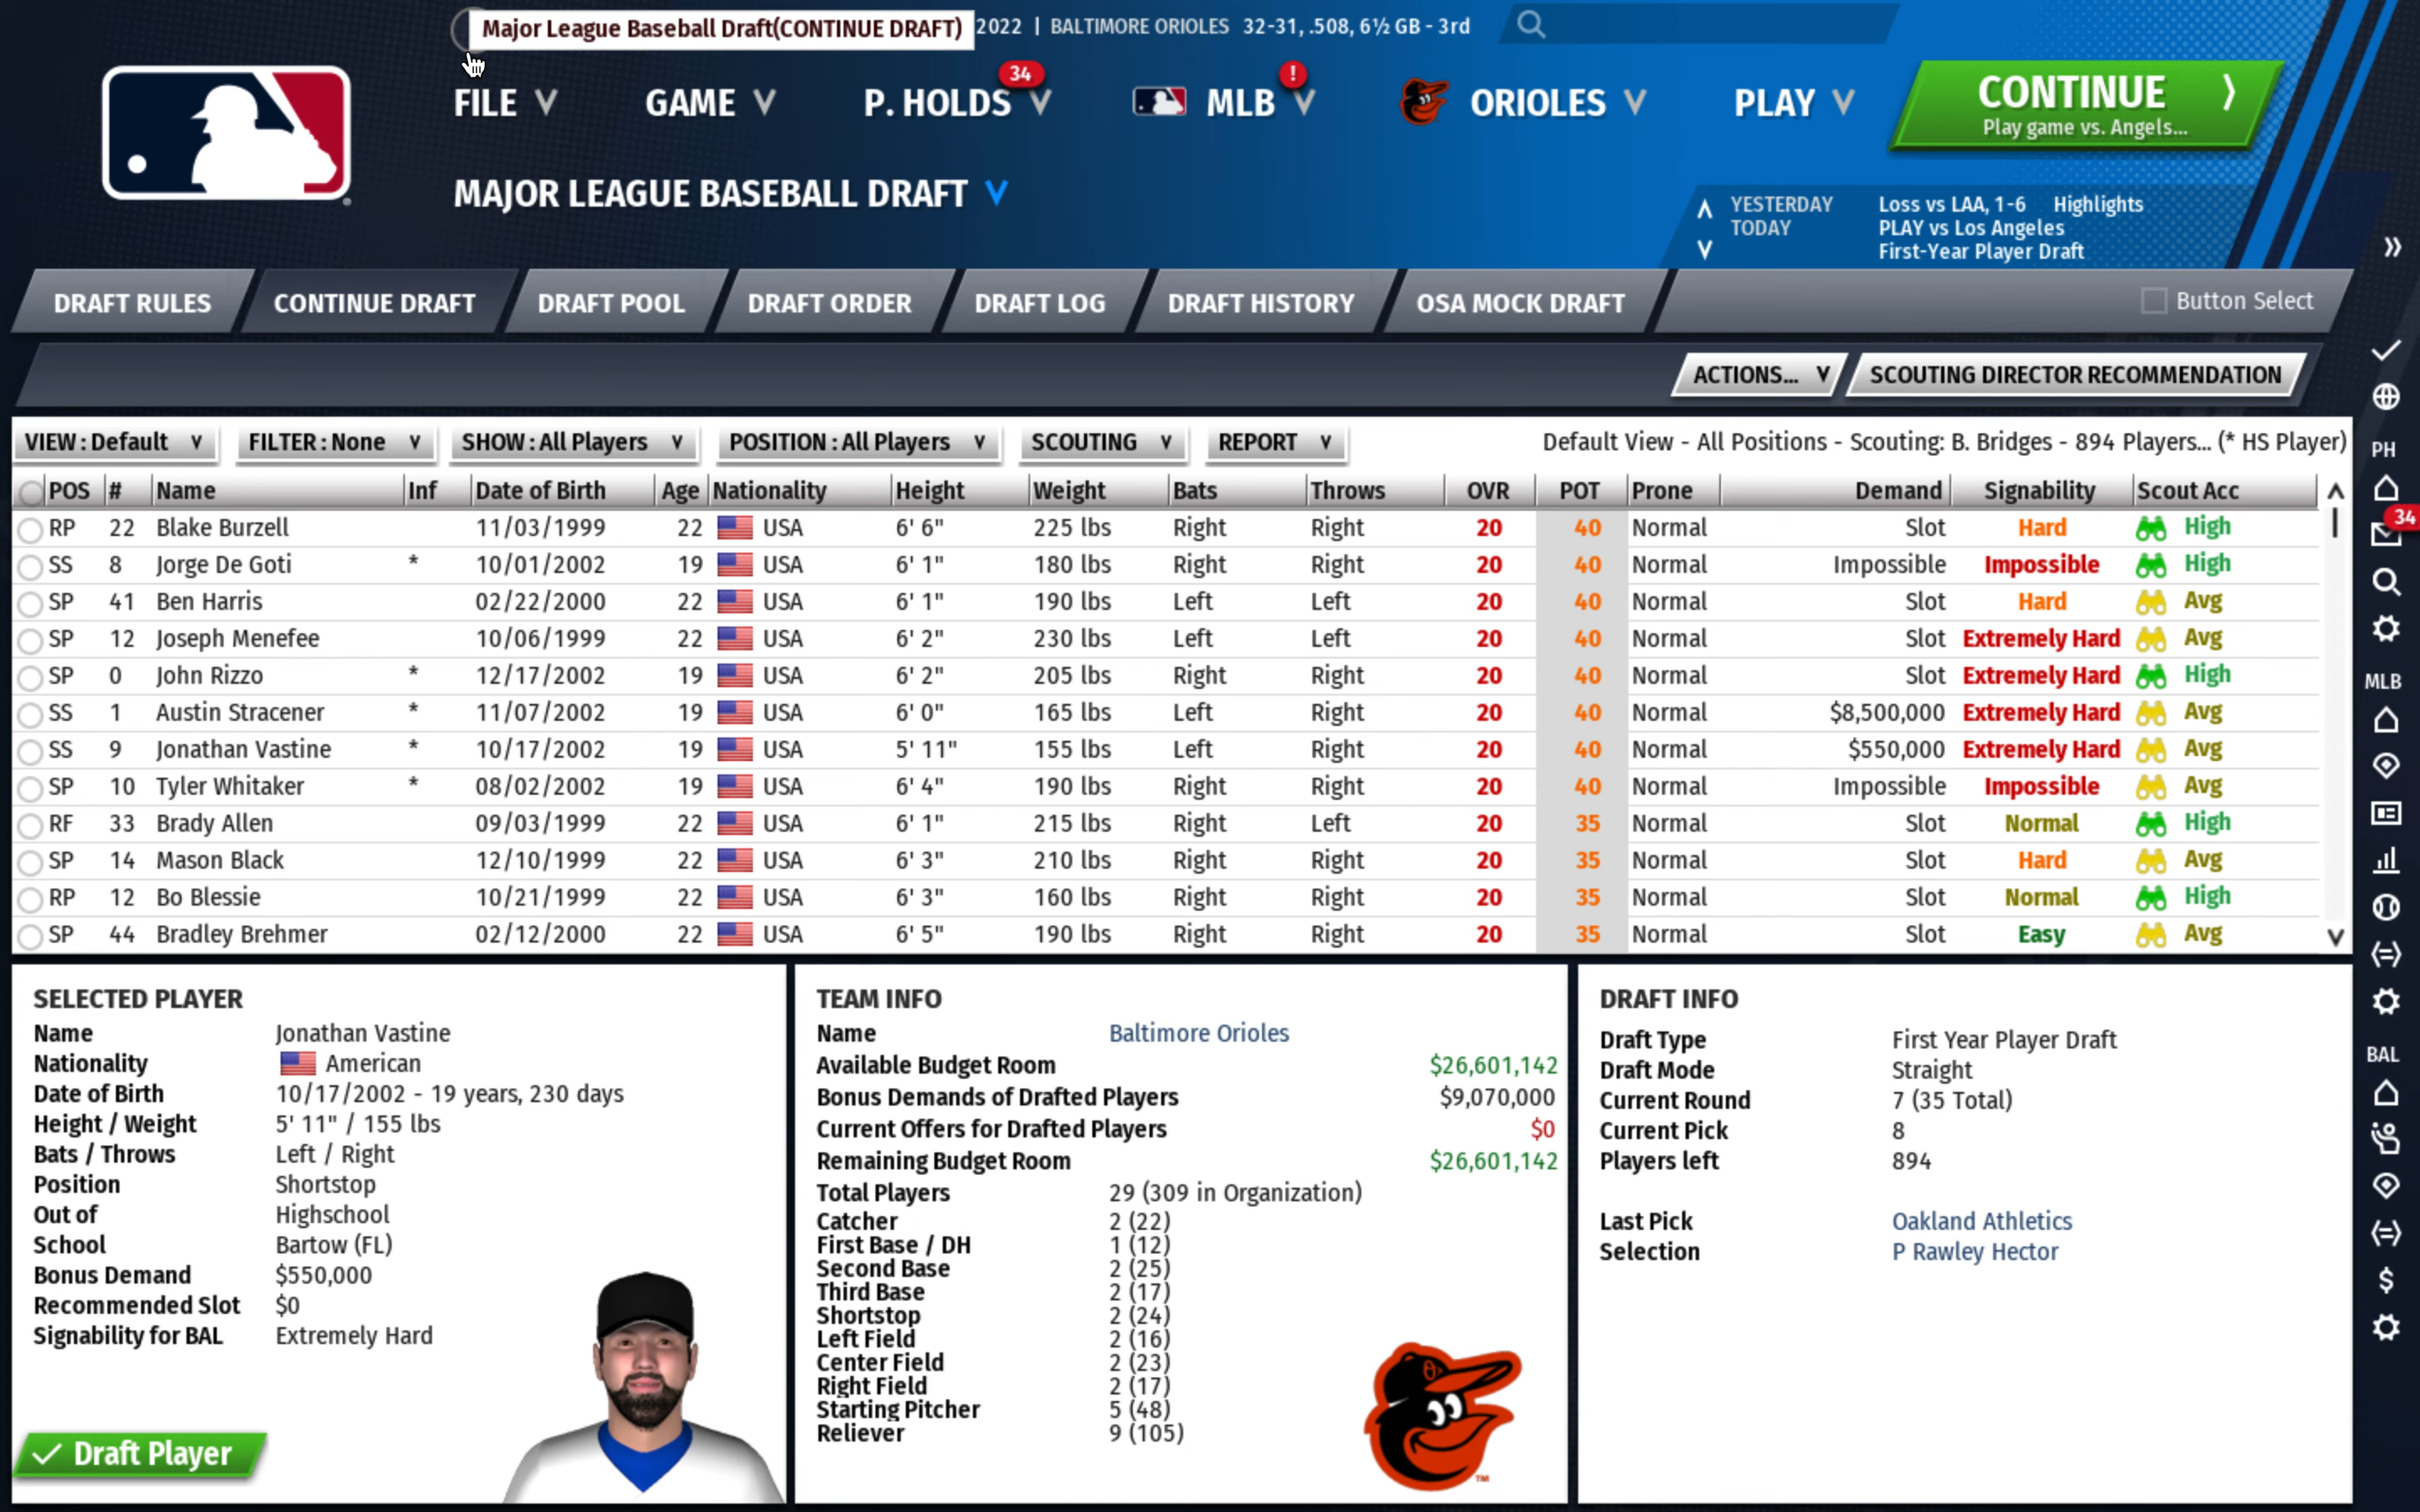 Major League Baseball Draft(CONTINUE DRAFT) 2022 | BALTIMORE ORIOLES 32-31, .508, 6½ GB - 3rd
FILE GAME P. HOLDS 34 MLB ! ORIOLES PLAY CONTINUE
Play game vs. Angels...
MAJOR LEAGUE BASEBALL DRAFT
YESTERDAY Loss vs LAA, 1-6 Highlights
TODAY PLAY vs Los Angeles
First-Year Player Draft
DRAFT RULES CONTINUE DRAFT DRAFT POOL DRAFT ORDER DRAFT LOG DRAFT HISTORY OSA MOCK DRAFT Button Select
ACTIONS... SCOUTING DIRECTOR RECOMMENDATION
VIEW : Default FILTER : None SHOW : All Players POSITION : All Players SCOUTING REPORT Default View - All Positions - Scouting: B. Bridges - 894 Players... (* HS Player)
POS # Name Inf Date of Birth Age Nationality Height Weight Bats Throws OVR POT Prone Demand Signability Scout Acc
RP 22 Blake Burzell 11/03/1999 22 USA 6' 6" 225 lbs Right Right 20 40 Normal Slot Hard High
SS 8 Jorge De Goti * 10/01/2002 19 USA 6' 1" 180 lbs Right Right 20 40 Normal Impossible Impossible High
SP 41 Ben Harris 02/22/2000 22 USA 6' 1" 190 lbs Left Left 20 40 Normal Slot Hard Avg
SP 12 Joseph Menefee 10/06/1999 22 USA 6' 2" 230 lbs Left Left 20 40 Normal Slot Extremely Hard Avg
SP 0 John Rizzo * 12/17/2002 19 USA 6' 2" 205 lbs Right Right 20 40 Normal Slot Extremely Hard High
SS 1 Austin Stracener * 11/07/2002 19 USA 6' 0" 165 lbs Left Right 20 40 Normal $8,500,000 Extremely Hard Avg
SS 9 Jonathan Vastine * 10/17/2002 19 USA 5' 11" 155 lbs Left Right 20 40 Normal $550,000 Extremely Hard Avg
SP 10 Tyler Whitaker * 08/02/2002 19 USA 6' 4" 190 lbs Right Right 20 40 Normal Impossible Impossible Avg
RF 33 Brady Allen 09/03/1999 22 USA 6' 1" 215 lbs Right Left 20 35 Normal Slot Normal High
SP 14 Mason Black 12/10/1999 22 USA 6' 3" 210 lbs Right Right 20 35 Normal Slot Hard Avg
RP 12 Bo Blessie 10/21/1999 22 USA 6' 3" 160 lbs Right Right 20 35 Normal Slot Normal High
SP 44 Bradley Brehmer 02/12/2000 22 USA 6' 5" 190 lbs Right Right 20 35 Normal Slot Easy Avg
SELECTED PLAYER
Name Jonathan Vastine
Nationality American
Date of Birth 10/17/2002 - 19 years, 230 days
Height / Weight 5' 11" / 155 lbs
Bats / Throws Left / Right
Position Shortstop
Out of Highschool
School Bartow (FL)
Bonus Demand $550,000
Recommended Slot $0
Signability for BAL Extremely Hard
Draft Player
TEAM INFO
Name Baltimore Orioles
Available Budget Room $26,601,142
Bonus Demands of Drafted Players $9,070,000
Current Offers for Drafted Players $0
Remaining Budget Room $26,601,142
Total Players 29 (309 in Organization)
Catcher 2 (22)
First Base / DH 1 (12)
Second Base 2 (25)
Third Base 2 (17)
Shortstop 2 (24)
Left Field 2 (16)
Center Field 2 (23)
Right Field 2 (17)
Starting Pitcher 5 (48)
Reliever 9 (105)
TM
DRAFT INFO
Draft Type First Year Player Draft
Draft Mode Straight
Current Round 7 (35 Total)
Current Pick 8
Players left 894
Last Pick Oakland Athletics
Selection P Rawley Hector
PH
34
MLB
BAL
$